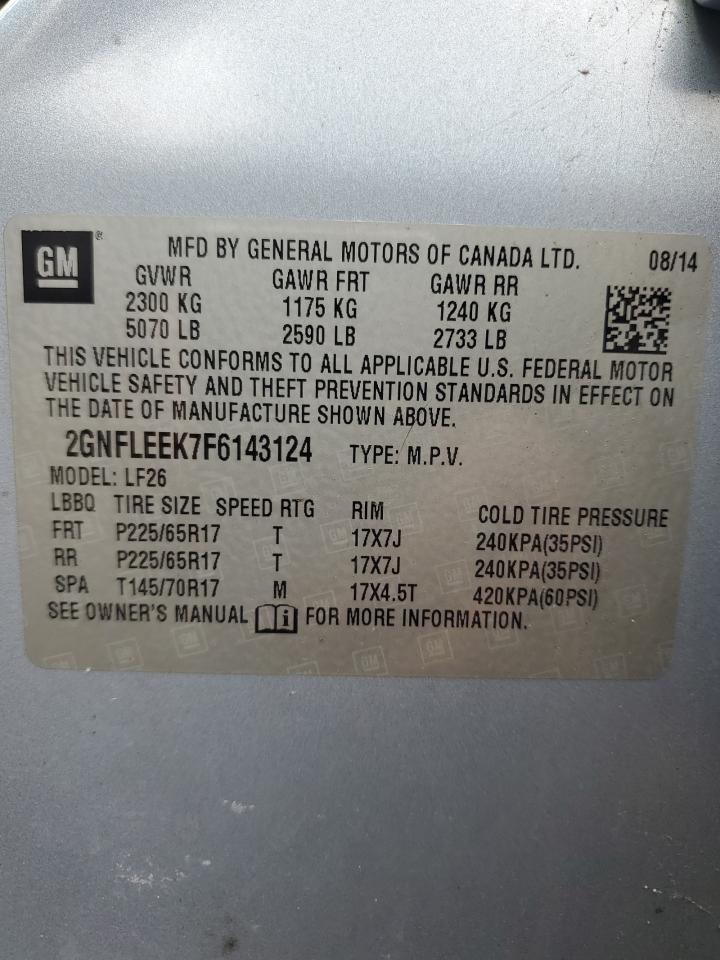 GM®
MFD BY GENERAL MOTORS OF CANADA LTD. 08/14
GVWR GAWR FRT GAWR RR
2300 KG 1175 KG 1240 KG
5070 LB 2590 LB 2733 LB
THIS VEHICLE CONFORMS TO ALL APPLICABLE U.S. FEDERAL MOTOR
VEHICLE SAFETY AND THEFT PREVENTION STANDARDS IN EFFECT ON
THE DATE OF MANUFACTURE SHOWN ABOVE.
2GNFLEEK7F6143124 TYPE: M.P.V.
MODEL: LF26
LBBQ TIRE SIZE SPEED RTG RIM COLD TIRE PRESSURE
FRT P225/65R17 T 17X7J 240KPA(35PSI)
RR P225/65R17 T 17X7J 240KPA(35PSI)
SPA T145/70R17 M 17X4.5T 420KPA(60PSI)
SEE OWNER'S MANUAL i FOR MORE INFORMATION.